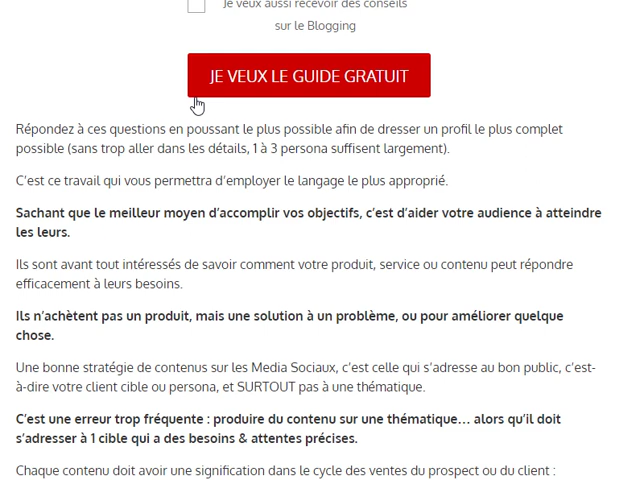 Je veux aussi recevoir des conseils
sur le Blogging
JE VEUX LE GUIDE GRATUIT
Répondez à ces questions en poussant le plus possible afin de dresser un profil le plus complet
possible (sans trop aller dans les détails, 1 à 3 persona suffisent largement).
C’est ce travail qui vous permettra d’employer le langage le plus approprié.
Sachant que le meilleur moyen d’accomplir vos objectifs, c’est d’aider votre audience à atteindre
les leurs.
Ils sont avant tout intéressés de savoir comment votre produit, service ou contenu peut répondre
efficacement à leurs besoins.
Ils n’achètent pas un produit, mais une solution à un problème, ou pour améliorer quelque
chose.
Une bonne stratégie de contenus sur les Media Sociaux, c’est celle qui s’adresse au bon public, c’est-
à-dire votre client cible ou persona, et SURTOUT pas à une thématique.
C’est une erreur trop fréquente : produire du contenu sur une thématique… alors qu’il doit
s’adresser à 1 cible qui a des besoins & attentes précises.
Chaque contenu doit avoir une signification dans le cycle des ventes du prospect ou du client :